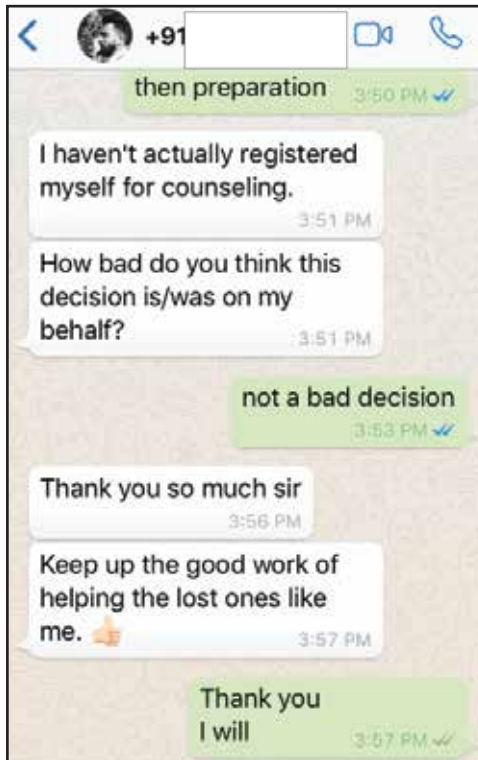 +91
then preparation
3:50 PM
I haven't actually registered
myself for counseling.
3:51 PM
How bad do you think this
decision is/was on my
behalf?
3:51 PM
not a bad decision
3:53 PM
Thank you so much sir
3:56 PM
Keep up the good work of
helping the lost ones like
me. 👍🏻
3:57 PM
Thank you
I will
3:57 PM